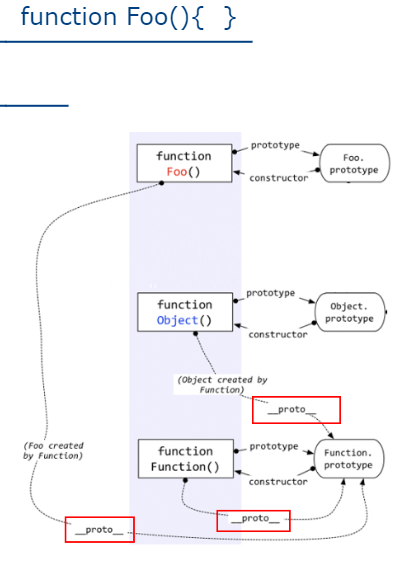 function Foo(){  }
function
Foo()
prototype
constructor
Foo.
prototype
function
Object()
prototype
constructor
Object.
prototype
(Object created by
Function)
__proto__
(Foo created
by Function)
function
Function()
prototype
constructor
Function.
prototype
__proto__
__proto__